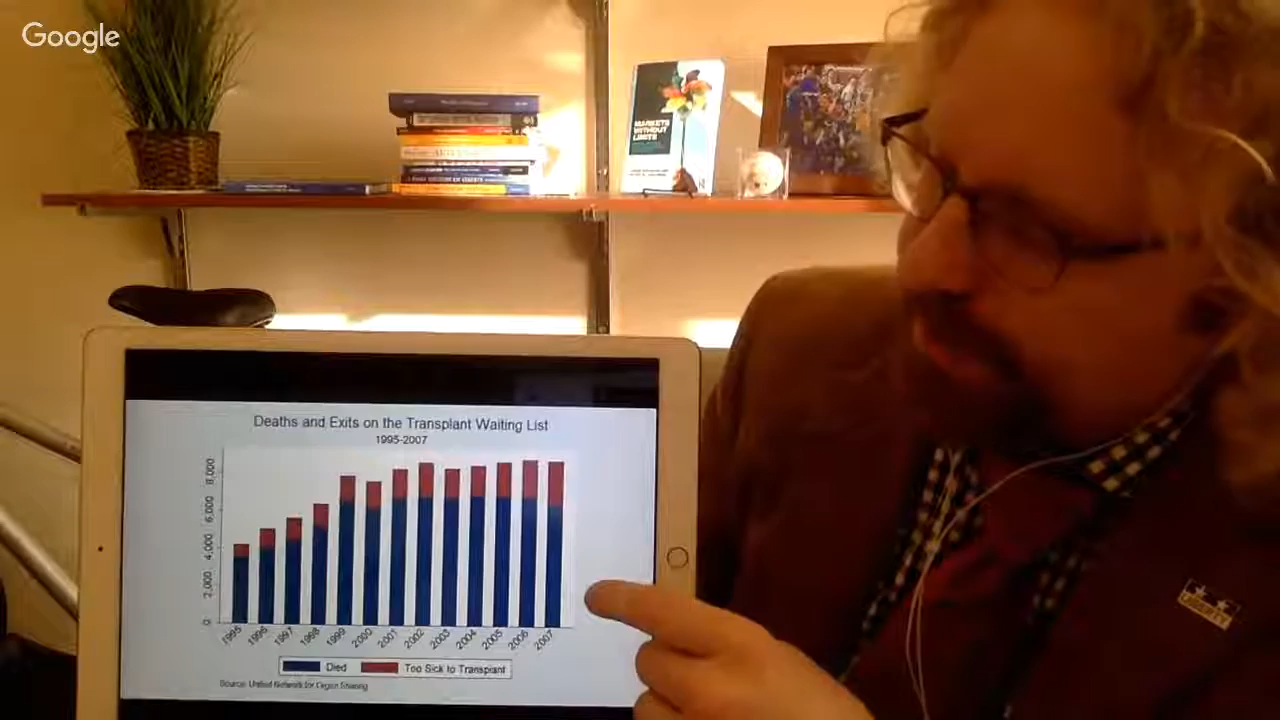 Google
MARKETS
WITHOUT
LIMITS
Deaths and Exits on the Transplant Waiting List
1995-2007
8,000
6,000
4,000
2,000
0
1995 1996 1997 1998 1999 2000 2001 2002 2003 2004 2005 2006 2007
Died Too Sick to Transplant
Source: United Network for Organ Sharing